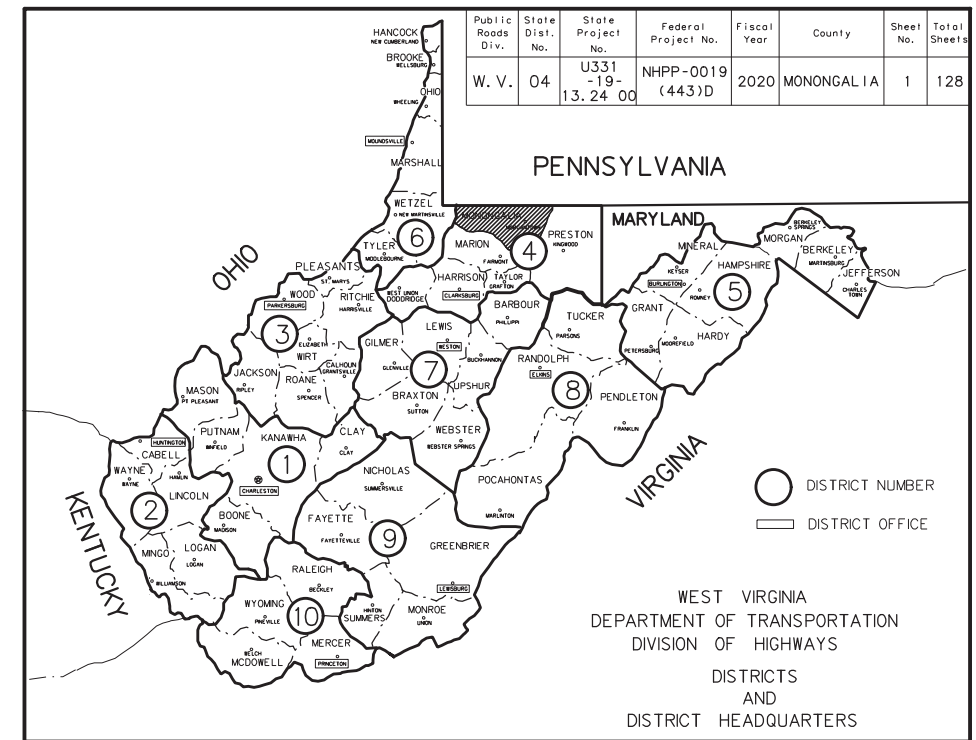 Public Roads Div.
State Dist. No.
State Project No.
Federal Project No.
Fiscal Year
County
Sheet No.
Total Sheets
W. V.
04
U331 -19- 13.24 00
NHPP-0019 (443)D
2020
MONONGALIA
1
128
HANCOCK
NEW CUMBERLAND
BROOKE
WELLSBURG
OHIO
WHEELING
MOUNDSVILLE
MARSHALL
PENNSYLVANIA
WETZEL
NEW MARTINSVILLE
MONONGALIA
MARYLAND
6
TYLER
MIDDLEBOURNE
MARION
FAIRMONT
4
PRESTON
KINGWOOD
OHIO
PLEASANTS
ST. MARYS
HARRISON
CLARKSBURG
TAYLOR
GRAFTON
WEST UNION
DODDRIDGE
MINERAL
KEYSER
BURLINGTON
HAMPSHIRE
ROMNEY
5
MORGAN
BERKELEY SPRINGS
BERKELEY
MARTINSBURG
JEFFERSON
CHARLES TOWN
WOOD
PARKERSBURG
RITCHIE
HARRISVILLE
3
ELIZABETH
WIRT
BARBOUR
PHILIPPI
TUCKER
PARSONS
GRANT
PETERSBURG
HARDY
MOOREFIELD
GILMER
GLENVILLE
LEWIS
WESTON
7
BUCKHANNON
UPSHUR
RANDOLPH
ELKINS
8
PENDLETON
FRANKLIN
CALHOUN
GRANTSVILLE
JACKSON
RIPLEY
ROANE
SPENCER
BRAXTON
SUTTON
MASON
PT PLEASANT
PUTNAM
WINFIELD
KANAWHA
1
CHARLESTON
CLAY
CLAY
WEBSTER
WEBSTER SPRINGS
HUNTINGTON
CABELL
WAYNE
WAYNE
HAMLIN
LINCOLN
2
NICHOLAS
SUMMERSVILLE
POCAHONTAS
MARLINTON
VIRGINIA
KENTUCKY
BOONE
MADISON
FAYETTE
FAYETTEVILLE
9
GREENBRIER
LEWISBURG
MINGO
WILLIAMSON
LOGAN
LOGAN
RALEIGH
BECKLEY
WYOMING
PINEVILLE
10
HINTON
SUMMERS
MONROE
UNION
MERCER
PRINCETON
WELCH
MCDOWELL
DISTRICT NUMBER
DISTRICT OFFICE
WEST VIRGINIA
DEPARTMENT OF TRANSPORTATION
DIVISION OF HIGHWAYS
DISTRICTS
AND
DISTRICT HEADQUARTERS